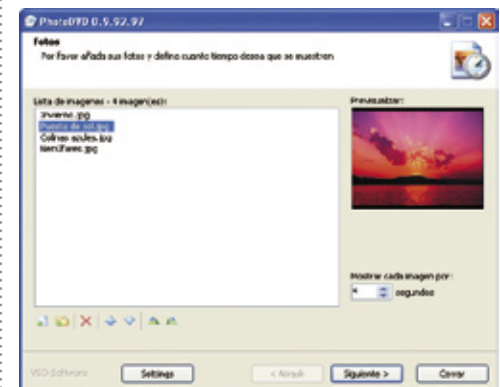 PhotoDVD 0.9.92.97
Fotos
Por favor añada sus fotos y defina cuanto tiempo desea que se muestren
Lista de imagenes - 4 imagen(es):
Invierno.jpg
Puesta de sol.jpg
Colinas azules.jpg
Nenúfares.jpg
Previsualizar:
Mostrar cada imagen por:
4 segundos
VSO-Software
Settings
< Atrás
Siguiente >
Cerrar